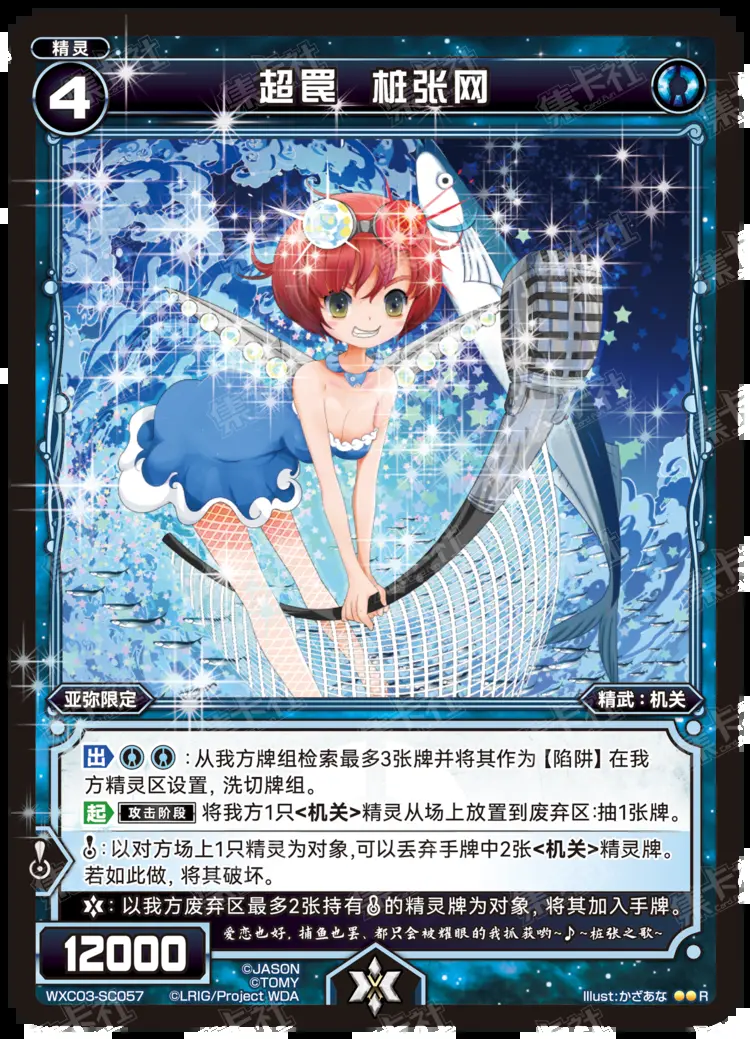 精灵
4
超罠 桩张网
亚弥限定
精武：机关
出：从我方牌组检索最多3张牌并将其作为【陷阱】在我
方精灵区设置，洗切牌组。
起 攻击阶段 将我方1只<机关>精灵从场上放置到废弃区：抽1张牌。
：以对方场上1只精灵为对象，可以丢弃手牌中2张<机关>精灵牌。
若如此做，将其破坏。
：以我方废弃区最多2张持有的精灵牌为对象，将其加入手牌。
爱恋也好，捕鱼也罢、都只会被耀眼的我抓获哟~♪~桩张之歌~
12000
©JASON
©TOMY
WXC03-SC057 ©LRIG/Project WDA
Illust:かざあな R
集卡社